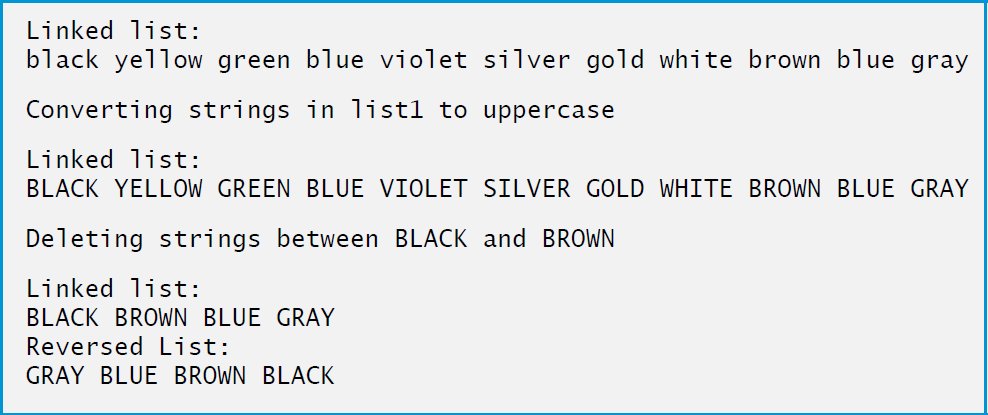 Linked list:
black yellow green blue violet silver gold white brown blue gray
Converting strings in list1 to uppercase
Linked list:
BLACK YELLOW GREEN BLUE VIOLET SILVER GOLD WHITE BROWN BLUE GRAY
Deleting strings between BLACK and BROWN
Linked list:
BLACK BROWN BLUE GRAY
Reversed List:
GRAY BLUE BROWN BLACK